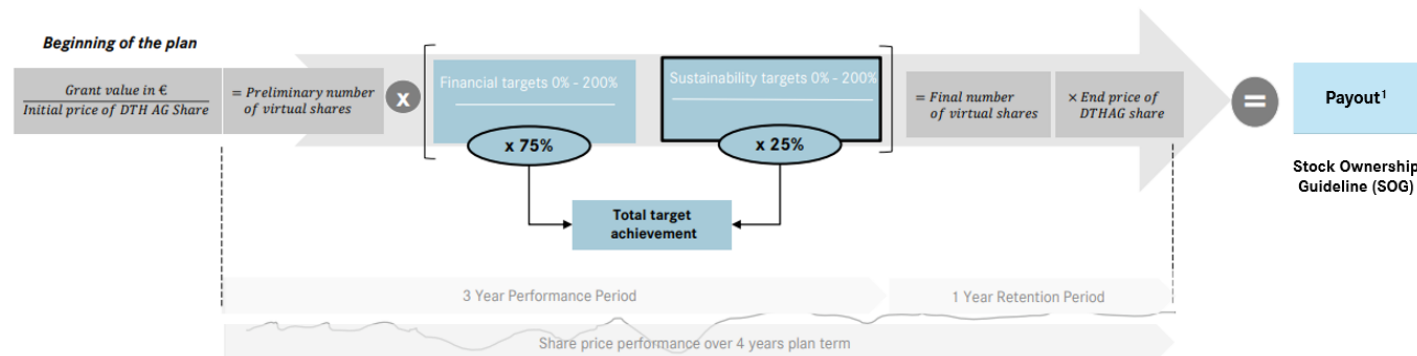 Beginning of the plan
Grant value in €
Initial price of DTH AG Share
= Preliminary number
of virtual shares
x
Financial targets 0% - 200%
x 75%
Sustainability targets 0% - 200%
x 25%
Total target
achievement
= Final number
of virtual shares
× End price of
DTHAG share
=
Payout¹
Stock Ownership
Guideline (SOG)
3 Year Performance Period
1 Year Retention Period
Share price performance over 4 years plan term